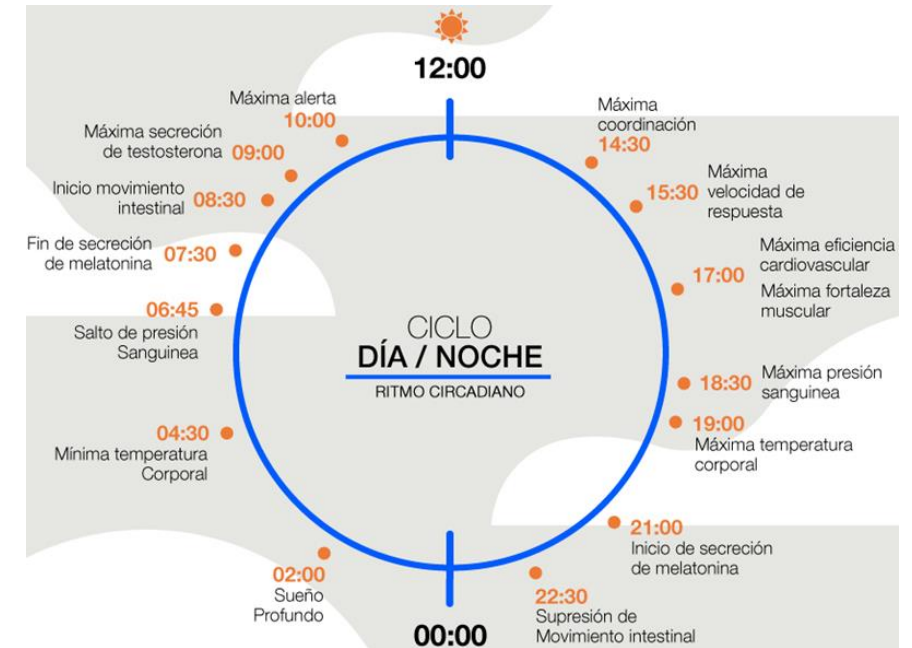 12:00
Máxima alerta
10:00
Máxima secreción
de testosterona
09:00
Inicio movimiento
intestinal
08:30
Fin de secreción
de melatonina
07:30
06:45
Salto de presión
Sanguinea
04:30
Mínima temperatura
Corporal
02:00
Sueño
Profundo
00:00
CICLO
DÍA / NOCHE
RITMO CIRCADIANO
Máxima
coordinación
14:30
15:30
Máxima
velocidad de
respuesta
17:00
Máxima eficiencia
cardiovascular
Máxima fortaleza
muscular
18:30
Máxima presión
sanguinea
19:00
Máxima temperatura
corporal
21:00
Inicio de secreción
de melatonina
22:30
Supresión de
Movimiento intestinal